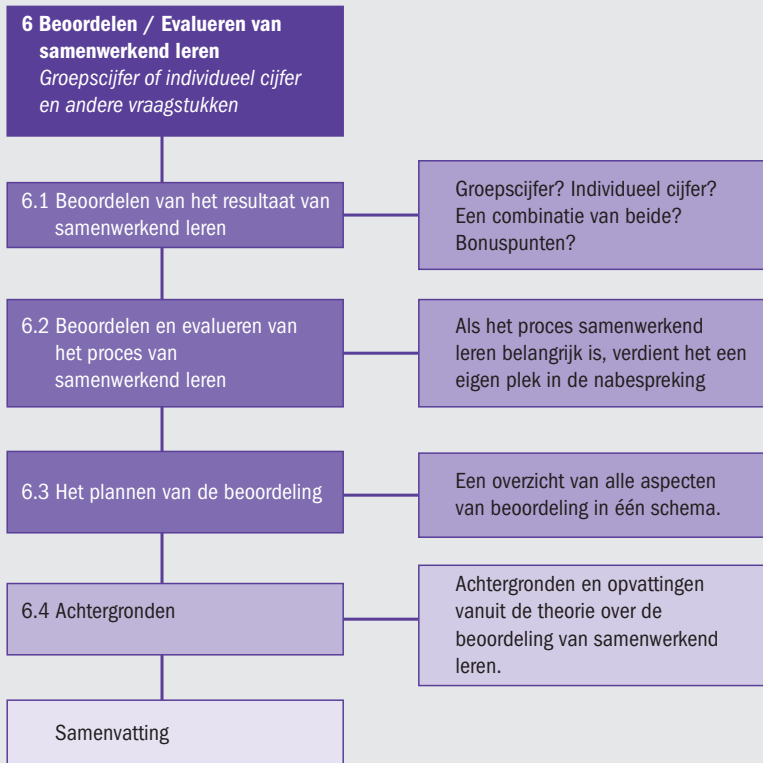 6 Beoordelen / Evalueren van
samenwerkend leren
Groepscijfer of individueel cijfer
en andere vraagstukken
6.1 Beoordelen van het resultaat van
samenwerkend leren
Groepscijfer? Individueel cijfer?
Een combinatie van beide?
Bonuspunten?
6.2 Beoordelen en evalueren van
het proces van
samenwerkend leren
Als het proces samenwerkend
leren belangrijk is, verdient het een
eigen plek in de nabespreking
6.3 Het plannen van de beoordeling
Een overzicht van alle aspecten
van beoordeling in één schema.
6.4 Achtergronden
Achtergronden en opvattingen
vanuit de theorie over de
beoordeling van samenwerkend
leren.
Samenvatting